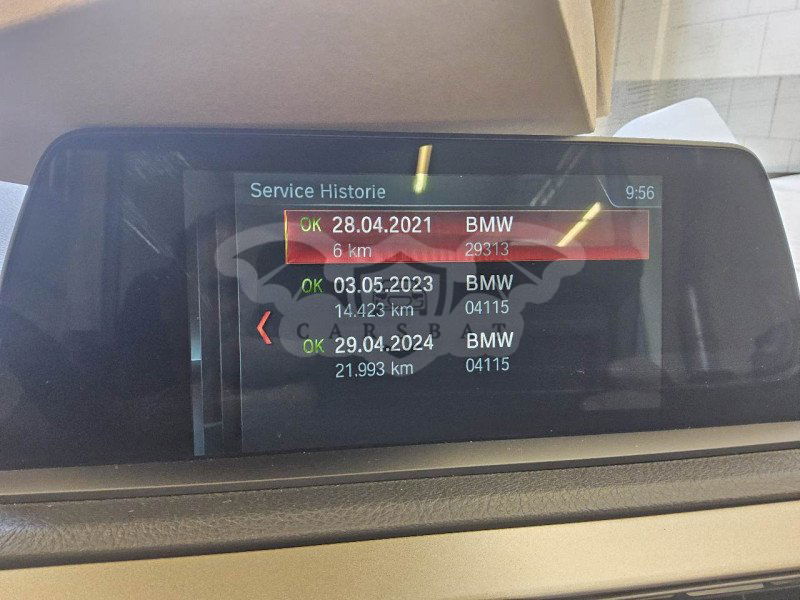 Service Historie 9:56
OK 28.04.2021 BMW
6 km 29313
OK 03.05.2023 BMW
14.423 km 04115
CARSBAT
OK 29.04.2024 BMW
21.993 km 04115